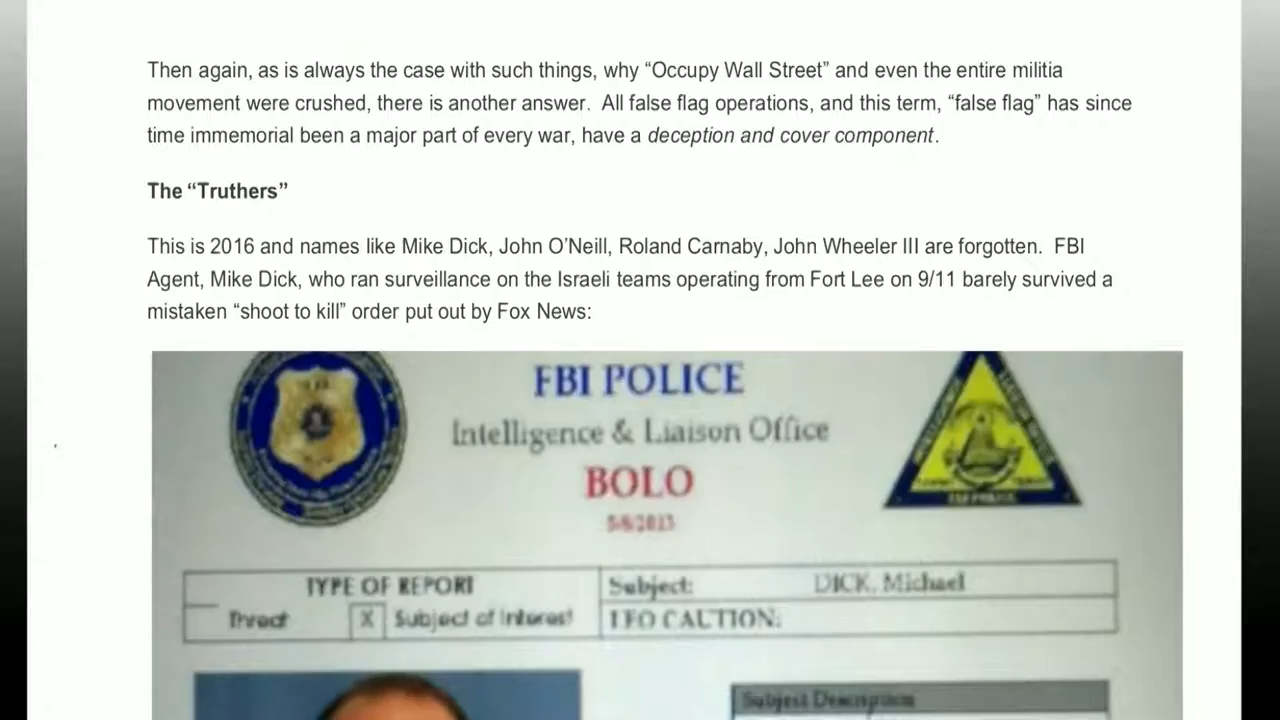 Then again, as is always the case with such things, why “Occupy Wall Street” and even the entire militia
movement were crushed, there is another answer.  All false flag operations, and this term, “false flag” has since
time immemorial been a major part of every war, have a deception and cover component.
The “Truthers”
This is 2016 and names like Mike Dick, John O’Neill, Roland Carnaby, John Wheeler III are forgotten.  FBI
Agent, Mike Dick, who ran surveillance on the Israeli teams operating from Fort Lee on 9/11 barely survived a
mistaken “shoot to kill” order put out by Fox News:
FBI POLICE
Intelligence & Liaison Office
BOLO
TYPE OF REPORT
Threat X Subject of Interest
Subject: DICK, Michael
CAUTION:
Subject Description